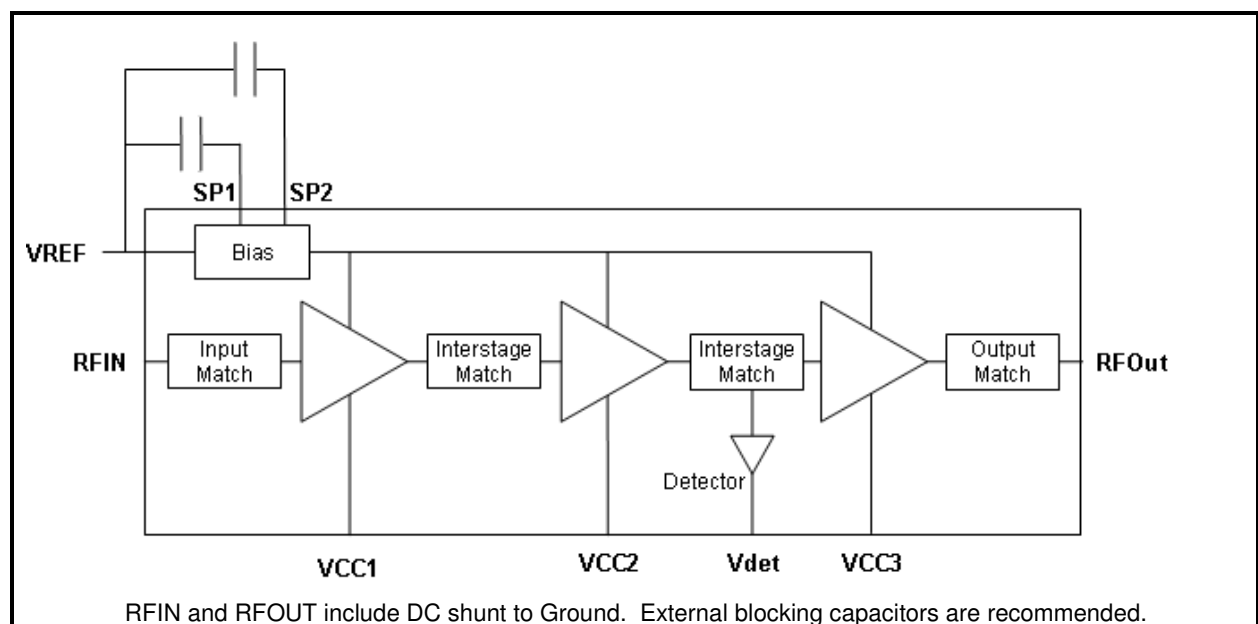 SP1 SP2
VREF
Bias
RFIN
Input
Match
Interstage
Match
Interstage
Match
Output
Match
RFOut
Detector
VCC1 VCC2 Vdet VCC3
RFIN and RFOUT include DC shunt to Ground. External blocking capacitors are recommended.